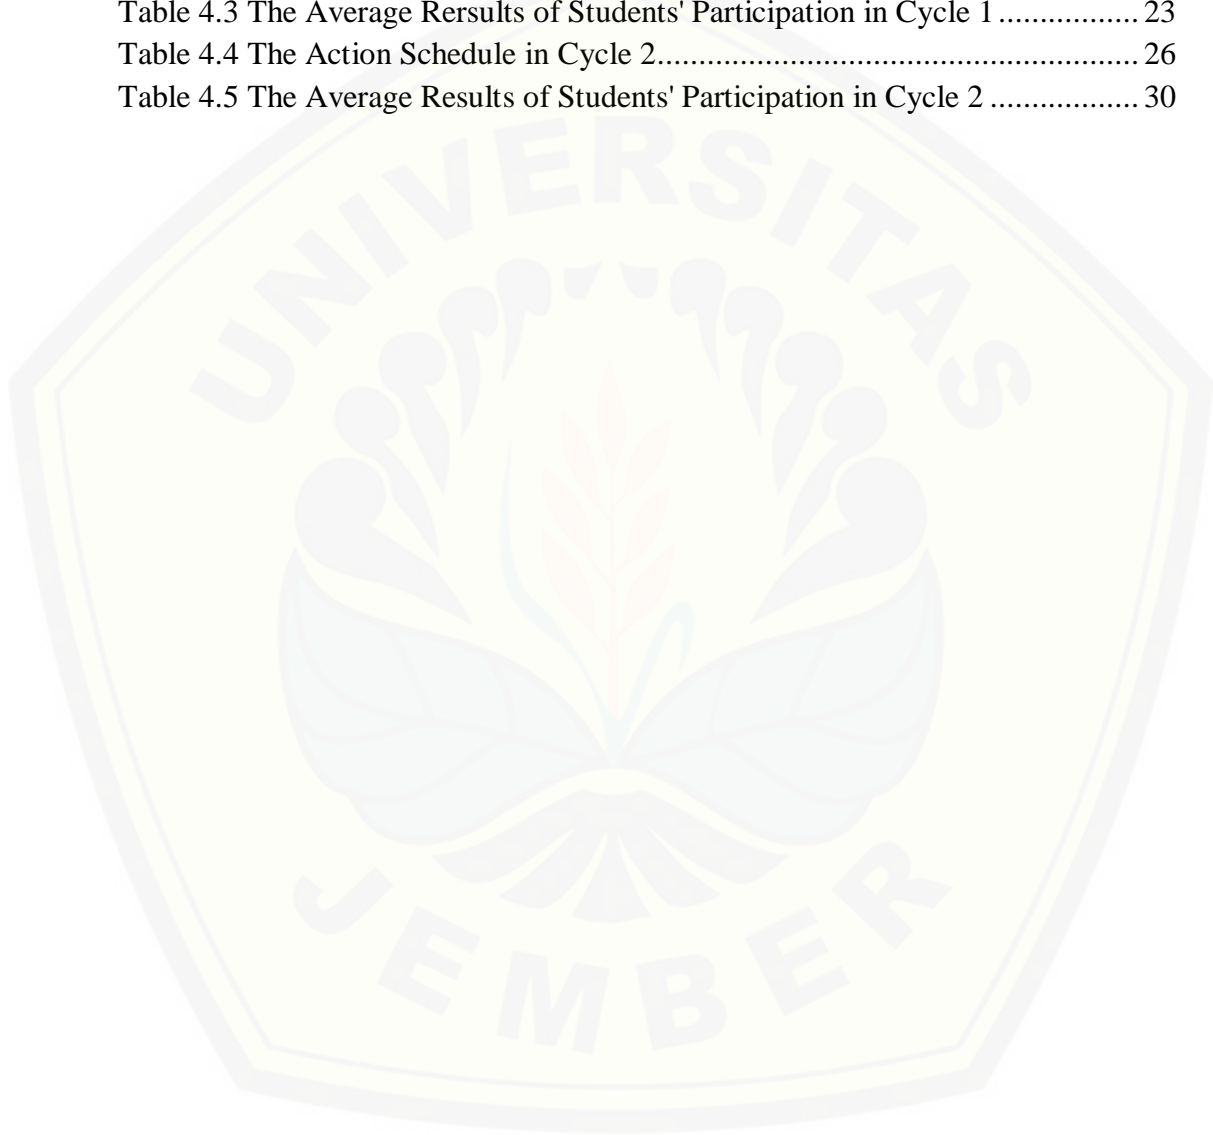 Table 4.3 The Average Rersults of Students' Participation in Cycle 1 ................. 23
Table 4.4 The Action Schedule in Cycle 2.......................................................... 26
Table 4.5 The Average Results of Students' Participation in Cycle 2 .................. 30
UNIVERSITAS
JEMBER